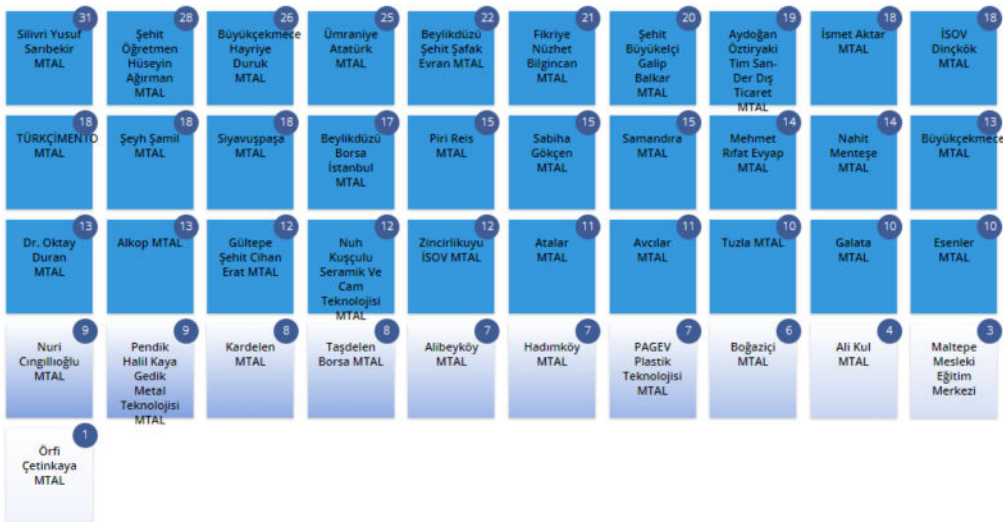 31
Silivri Yusuf
Sarıbekir
MTAL
28
Şehit
Öğretmen
Hüseyin
Ağırman
MTAL
26
Büyükçekmece
Hayriye
Duruk
MTAL
25
Ümraniye
Atatürk
MTAL
22
Beylikdüzü
Şehit Şafak
Evran MTAL
21
Fikriye
Nüzhet
Bilgincan
MTAL
20
Şehit
Büyükelçi
Galip
Balkar
MTAL
19
Aydoğan
Öztiryaki
Tim San-
Der Dış
Ticaret
MTAL
18
İsmet Aktar
MTAL
18
İSOV
Dinçkök
MTAL
18
TÜRKÇİMENTO
MTAL
18
Şeyh Şamil
MTAL
18
Siyavuşpaşa
MTAL
17
Beylikdüzü
Borsa
İstanbul
MTAL
15
Piri Reis
MTAL
15
Sabiha
Gökçen
MTAL
15
Samandıra
MTAL
14
Mehmet
Rıfat Evyap
MTAL
14
Nahit
Menteşe
MTAL
13
Büyükçekmece
MTAL
13
Dr. Oktay
Duran
MTAL
13
Alkop MTAL
12
Gültepe
Şehit Cihan
Erat MTAL
12
Nuh
Kuşçulu
Seramik Ve
Cam
Teknolojisi
MTAL
12
Zincirlikuyu
İSOV MTAL
11
Atalar
MTAL
11
Avcılar
MTAL
10
Tuzla MTAL
10
Galata
MTAL
10
Esenler
MTAL
9
Nuri
Cıngıllıoğlu
MTAL
9
Pendik
Halil Kaya
Gedik
Metal
Teknolojisi
MTAL
8
Kardelen
MTAL
8
Taşdelen
Borsa MTAL
7
Alibeyköy
MTAL
7
Hadımköy
MTAL
7
PAGEV
Plastik
Teknolojisi
MTAL
6
Boğaziçi
MTAL
4
Ali Kul
MTAL
3
Maltepe
Mesleki
Eğitim
Merkezi
1
Örfi
Çetinkaya
MTAL